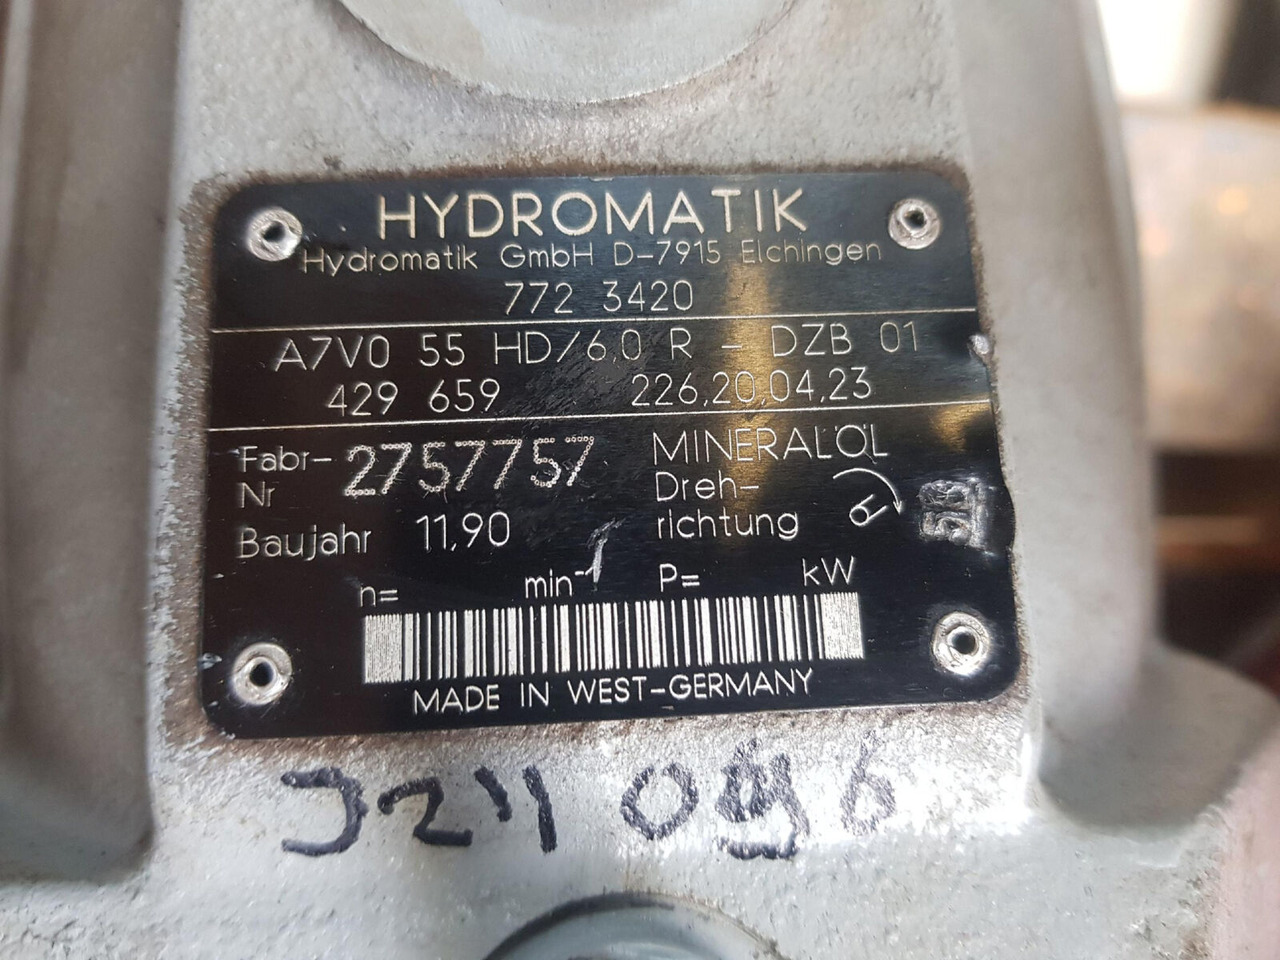 HYDROMATIK
Hydromatik GmbH D-7915 Elchingen
772 3420
A7V0 55 HD/6,0 R - DZB 01
429 659 226,20,04,23
Fabr- 2757757 MINERALÖL
Nr Dreh-
Baujahr 11,90 richtung
n= min-1 P= kW
MADE IN WEST-GERMANY